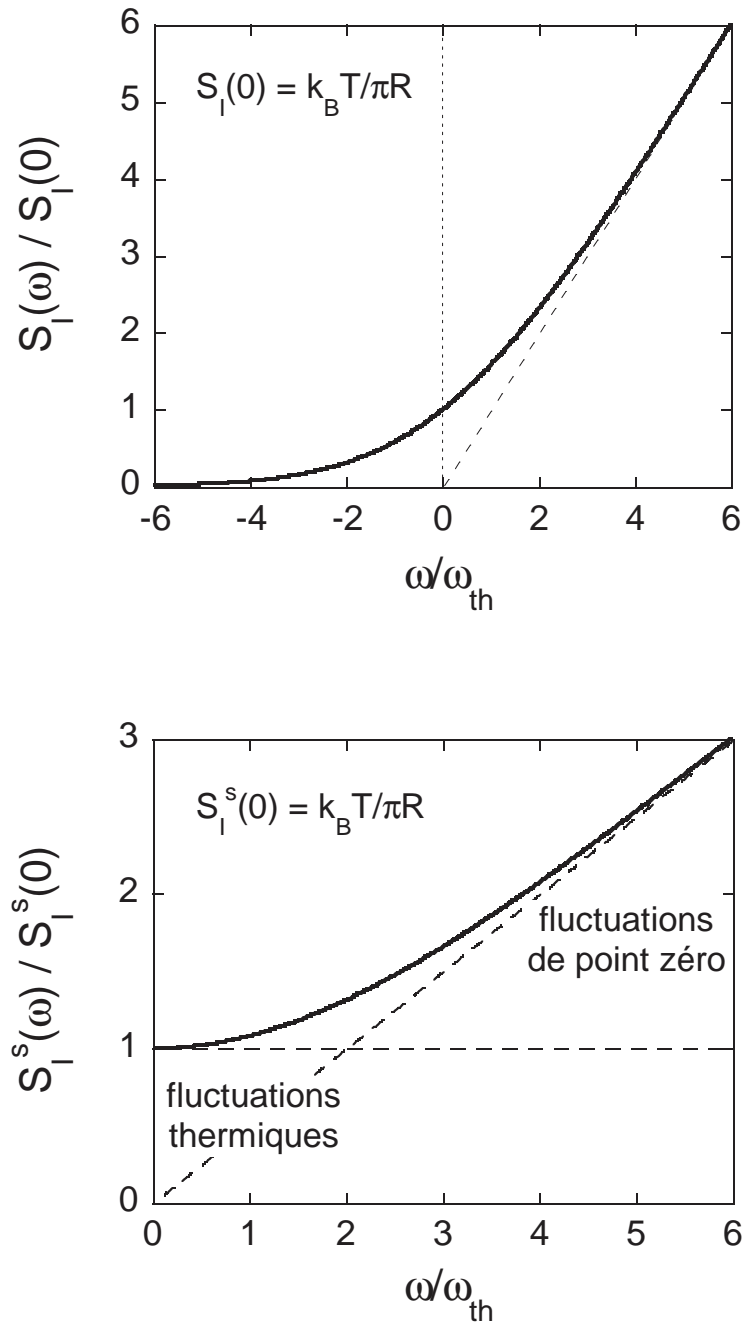 6
5
4
3
2
1
0
S_I(ω) / S_I(0)
S_I(0) = k_BT/πR
-6 -4 -2 0 2 4 6
ω/ω_th
3
2
1
0
S_I^s(ω) / S_I^s(0)
S_I^s(0) = k_BT/πR
fluctuations
de point zéro
fluctuations
thermiques
0 1 2 3 4 5 6
ω/ω_th